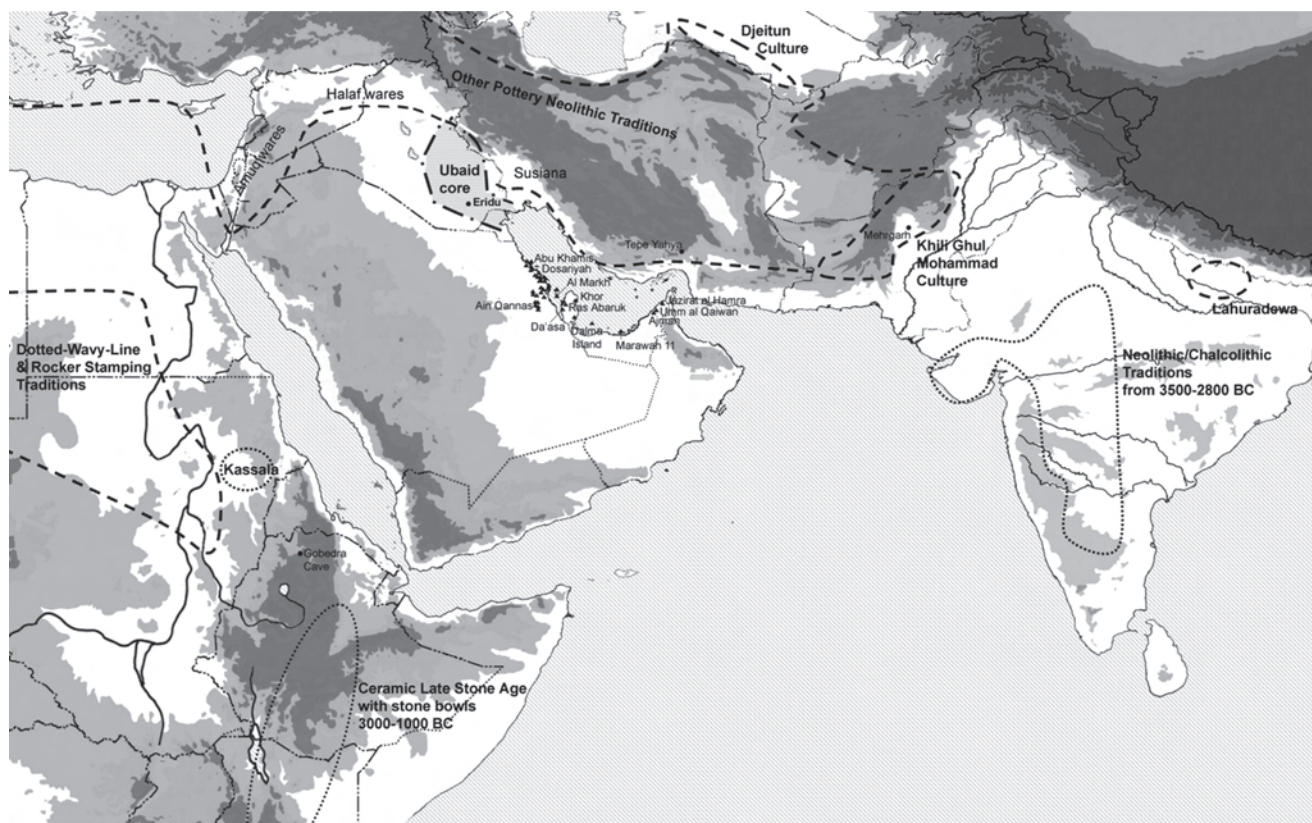 Djeitun
Culture
Other Pottery Neolithic Traditions
Halaf wares
Amuq wares
Ubaid
core
Eridu
Susiana
Tepe Yahya
Mehrgarh
Khili Ghul
Mohammad
Culture
Lahuradewa
Abu Khamis
Dosariyah
Al Markh
Khor
Ain Qannas
Ras Abaruk
Da'asa
Dalma
Island
Marawah 11
Jazirat al Hamra
Umm al Qaiwan
Ajman
Neolithic/Chalcolithic
Traditions
from 3500-2800 BC
Dotted-Wavy-Line
& Rocker Stamping
Traditions
Kassala
Gobedra
Cave
Ceramic Late Stone Age
with stone bowls
3000-1000 BC